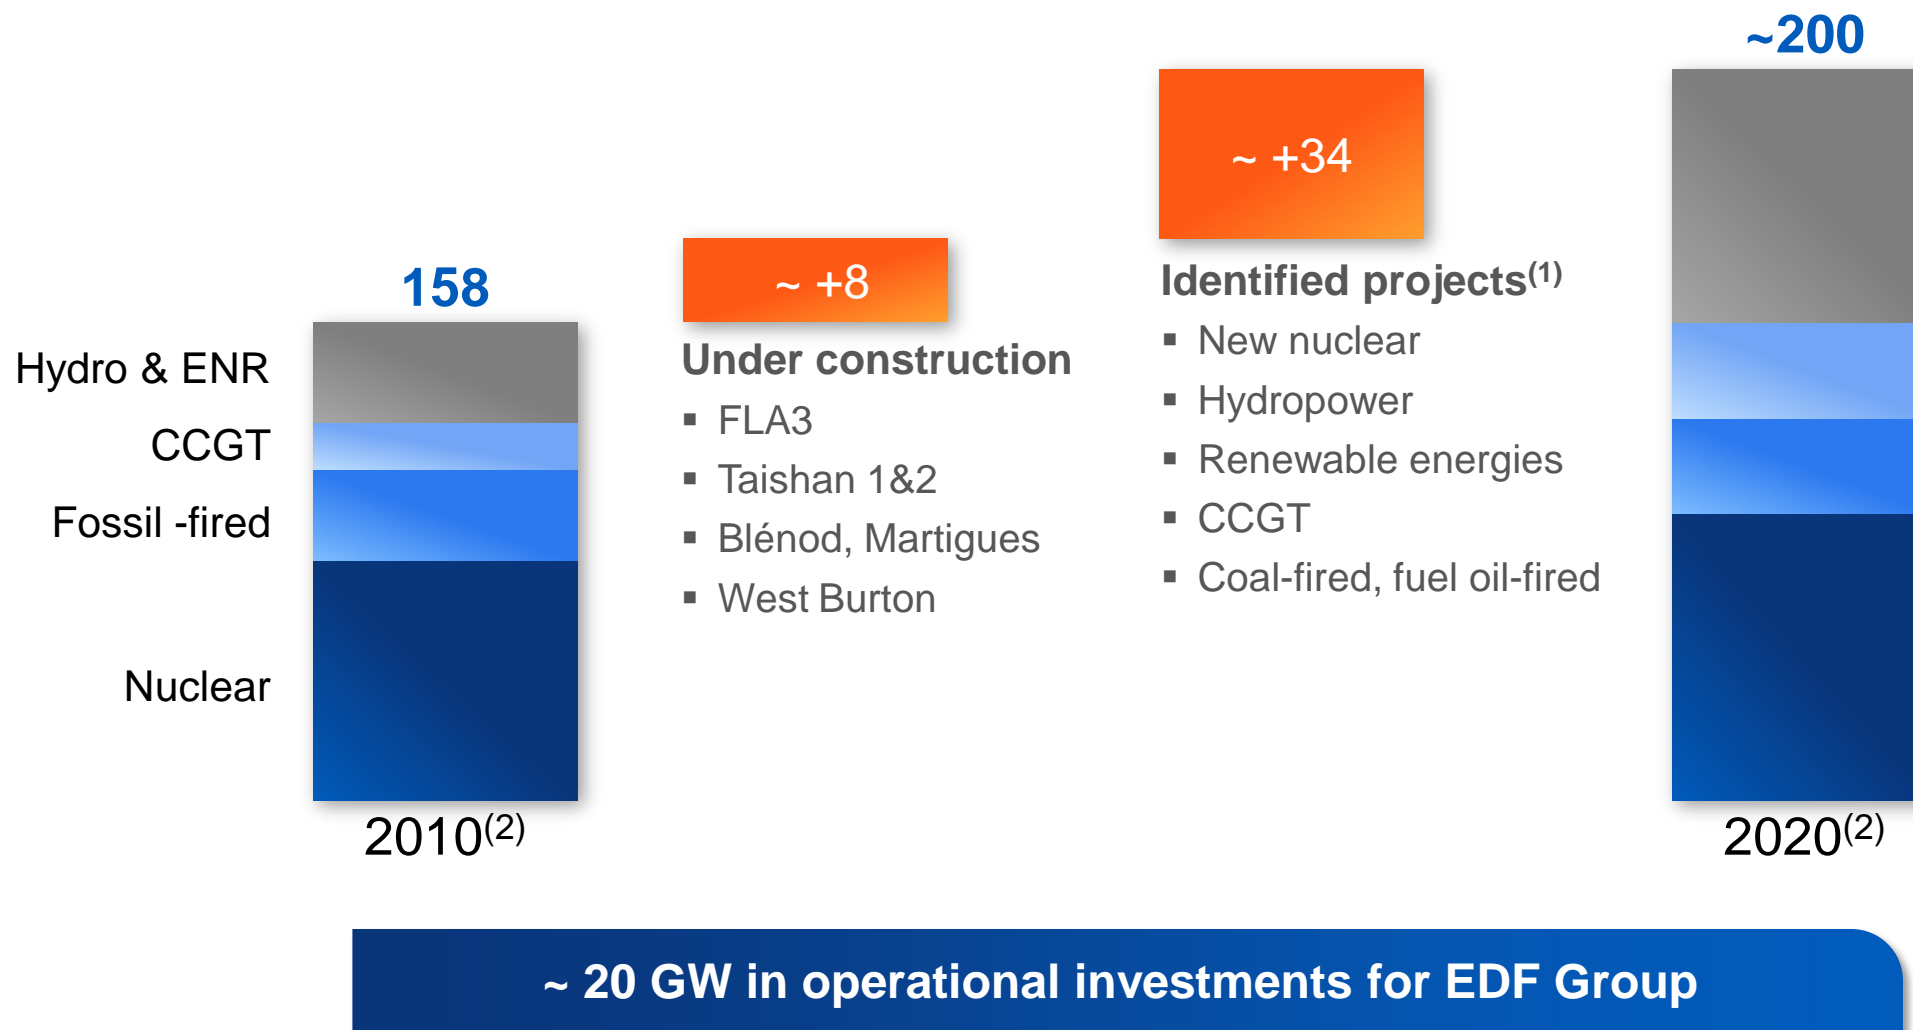 ~200
~ +34
158
~ +8
Identified projects(1)
▪ New nuclear
▪ Hydropower
▪ Renewable energies
▪ CCGT
▪ Coal-fired, fuel oil-fired
Under construction
▪ FLA3
▪ Taishan 1&2
▪ Blénod, Martigues
▪ West Burton
Hydro & ENR
CCGT
Fossil -fired
Nuclear
2010(2)
2020(2)
~ 20 GW in operational investments for EDF Group